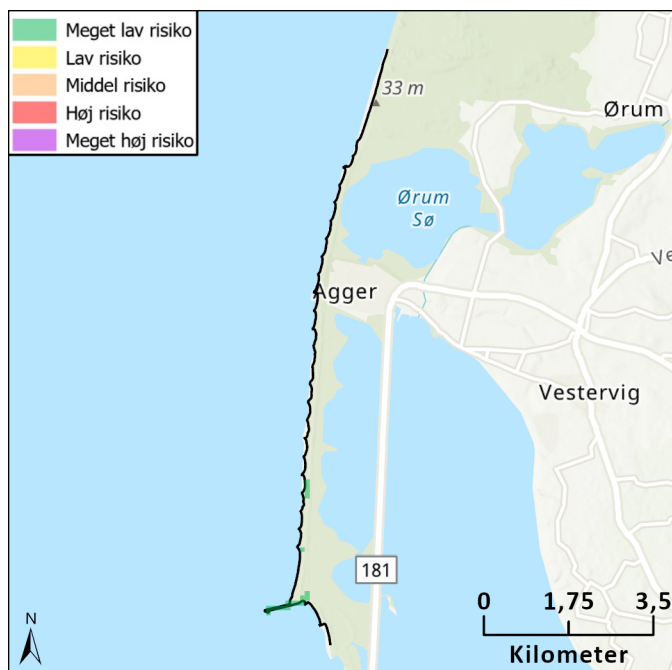 Meget lav risiko
Lav risiko
Middel risiko
Høj risiko
Meget høj risiko
33 m
Ørum
Ørum
Sø
Agger
Vestervig
181
0 1,75 3,5
Kilometer
N